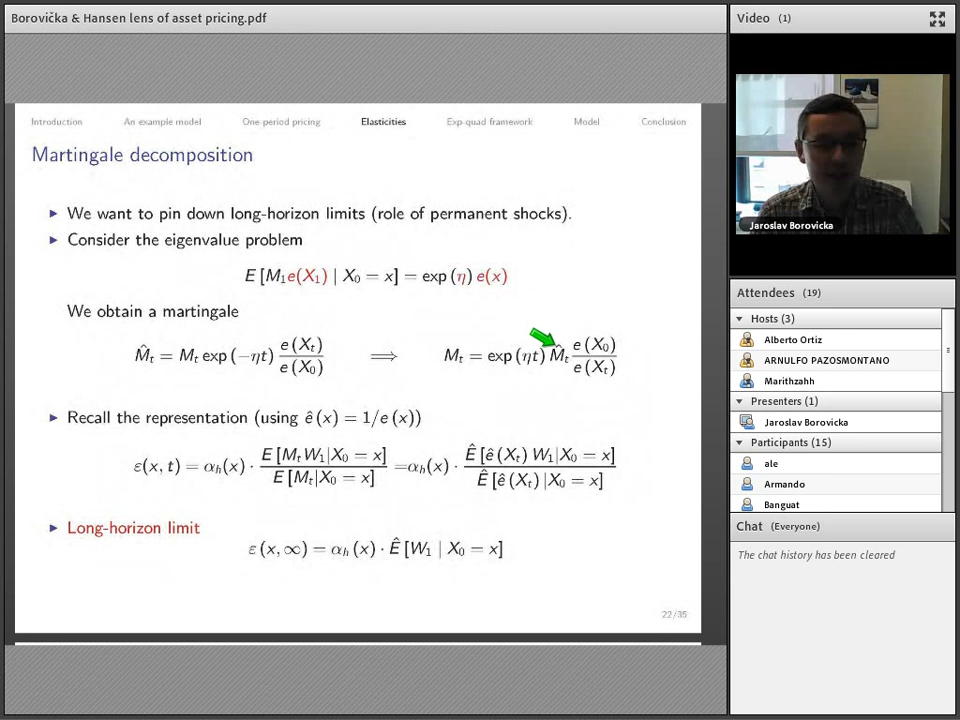 Borovička & Hansen lens of asset pricing.pdf
Introduction An example model One-period pricing Elasticities Exp-quad framework Model Conclusion
Martingale decomposition
▶ We want to pin down long-horizon limits (role of permanent shocks).
▶ Consider the eigenvalue problem
E [M₁e(X₁) | X₀ = x] = exp (η) e(x)
We obtain a martingale
M̂ₜ = Mₜ exp (−ηt) e (Xₜ) / e (X₀) ⟹ Mₜ = exp (ηt) M̂ₜ e (X₀) / e (Xₜ)
▶ Recall the representation (using ê (x) = 1/e (x))
ε(x, t) = αₕ(x) · E [MₜW₁|X₀ = x] / E [Mₜ|X₀ = x] =αₕ(x) · Ê [ê (Xₜ) W₁|X₀ = x] / Ê [ê (Xₜ) |X₀ = x]
▶ Long-horizon limit
ε (x, ∞) = αₕ (x) · Ê [W₁ | X₀ = x]
22/35
Video (1)
Jaroslav Borovicka
Attendees (19)
Hosts (3)
Alberto Ortiz
ARNULFO PAZOSMONTANO
Marithzahh
Presenters (1)
Jaroslav Borovicka
Participants (15)
ale
Armando
Banguat
Chat (Everyone)
The chat history has been cleared